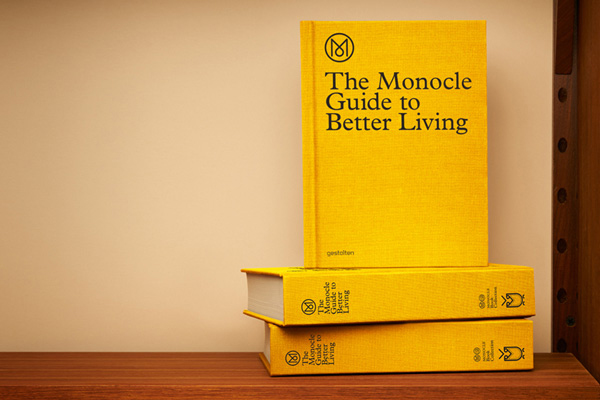 M
The Monocle
Guide to
Better Living
gestalten
The
Monocle
Guide to
Better
Living
The
Monocle
Guide to
Better
Living